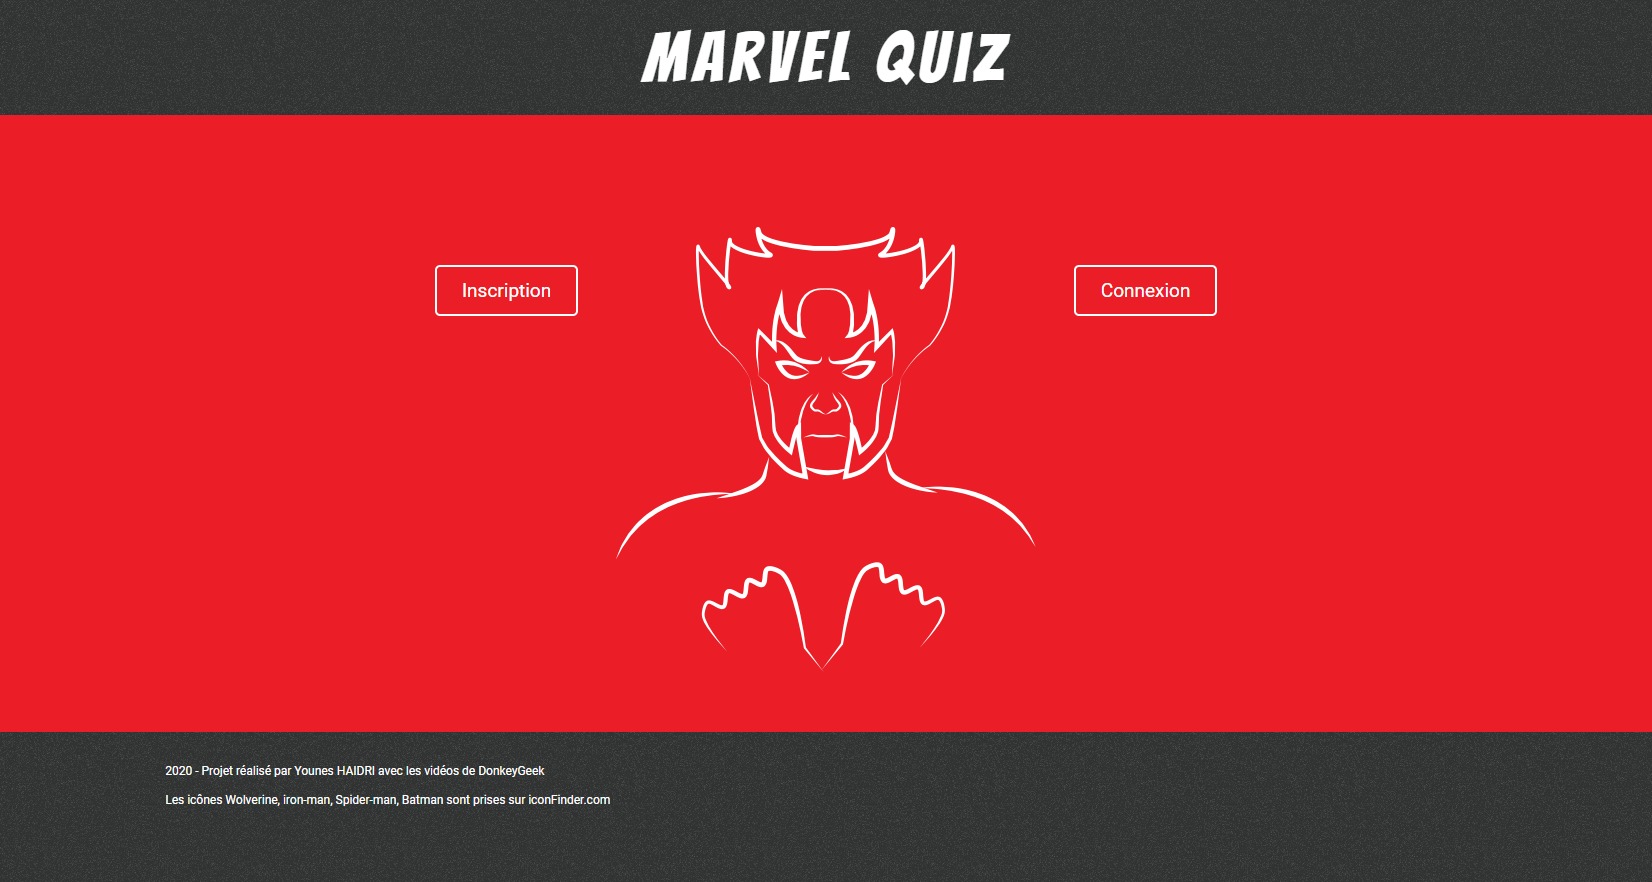 MARVEL QUIZ
Inscription
Connexion
2020 - Projet réalisé par Younes HAIDRI avec les vidéos de DonkeyGeek
Les icônes Wolverine, iron-man, Spider-man, Batman sont prises sur iconFinder.com